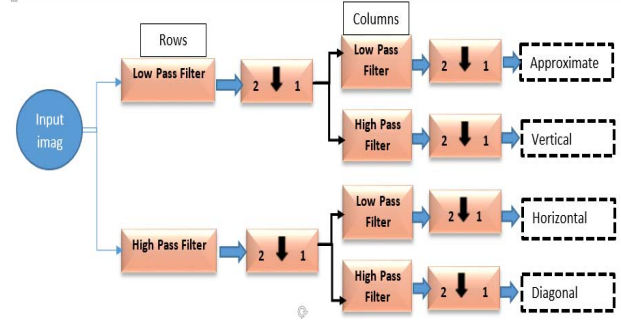 Rows
Columns
Input
imag
Low Pass Filter
2 1
Low Pass
Filter
2 1
Approximate
High Pass
Filter
2 1
Vertical
High Pass Filter
2 1
Low Pass
Filter
2 1
Horizontal
High Pass
Filter
2 1
Diagonal